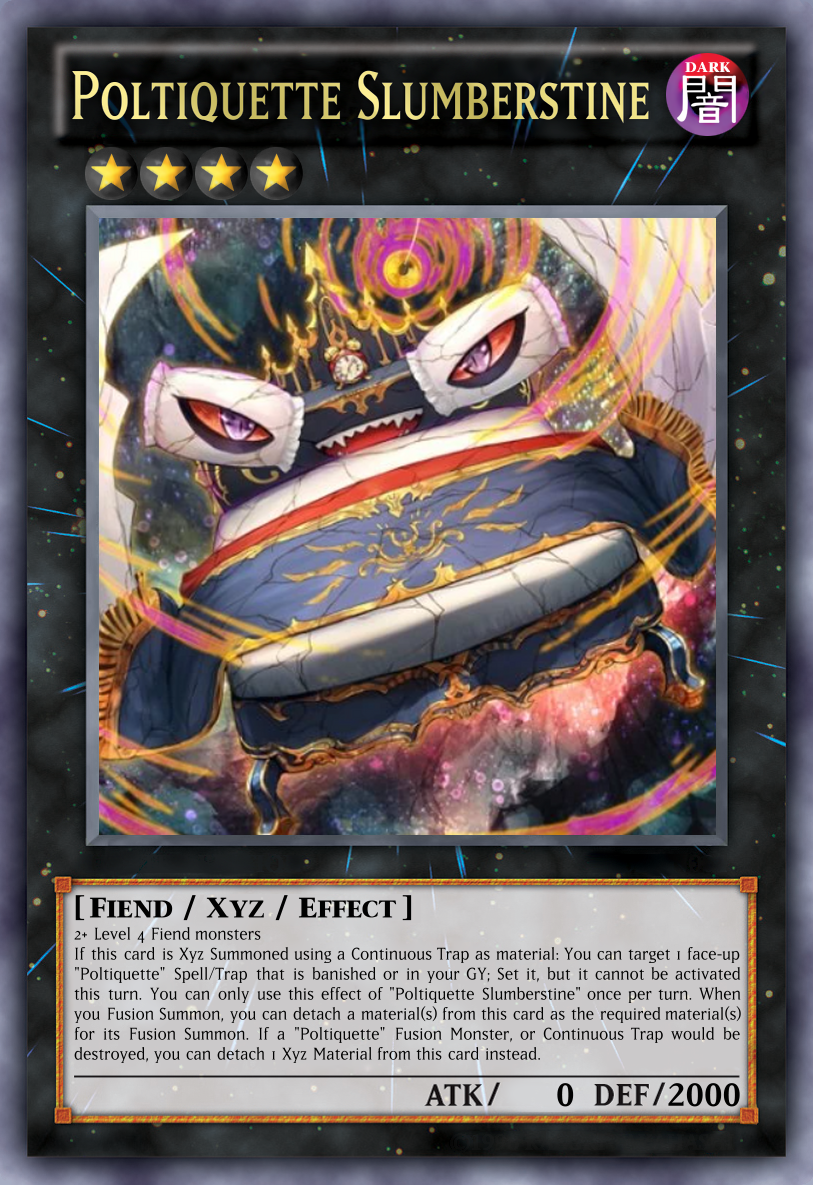 Poltiquette Slumberstine
DARK
闇
[ Fiend / Xyz / Effect ]
2+ Level 4 Fiend monsters
If this card is Xyz Summoned using a Continuous Trap as material: You can target 1 face-up
"Poltiquette" Spell/Trap that is banished or in your GY; Set it, but it cannot be activated
this turn. You can only use this effect of "Poltiquette Slumberstine" once per turn. When
you Fusion Summon, you can detach a material(s) from this card as the required material(s)
for its Fusion Summon. If a "Poltiquette" Fusion Monster, or Continuous Trap would be
destroyed, you can detach 1 Xyz Material from this card instead.
ATK/ 0 DEF/2000